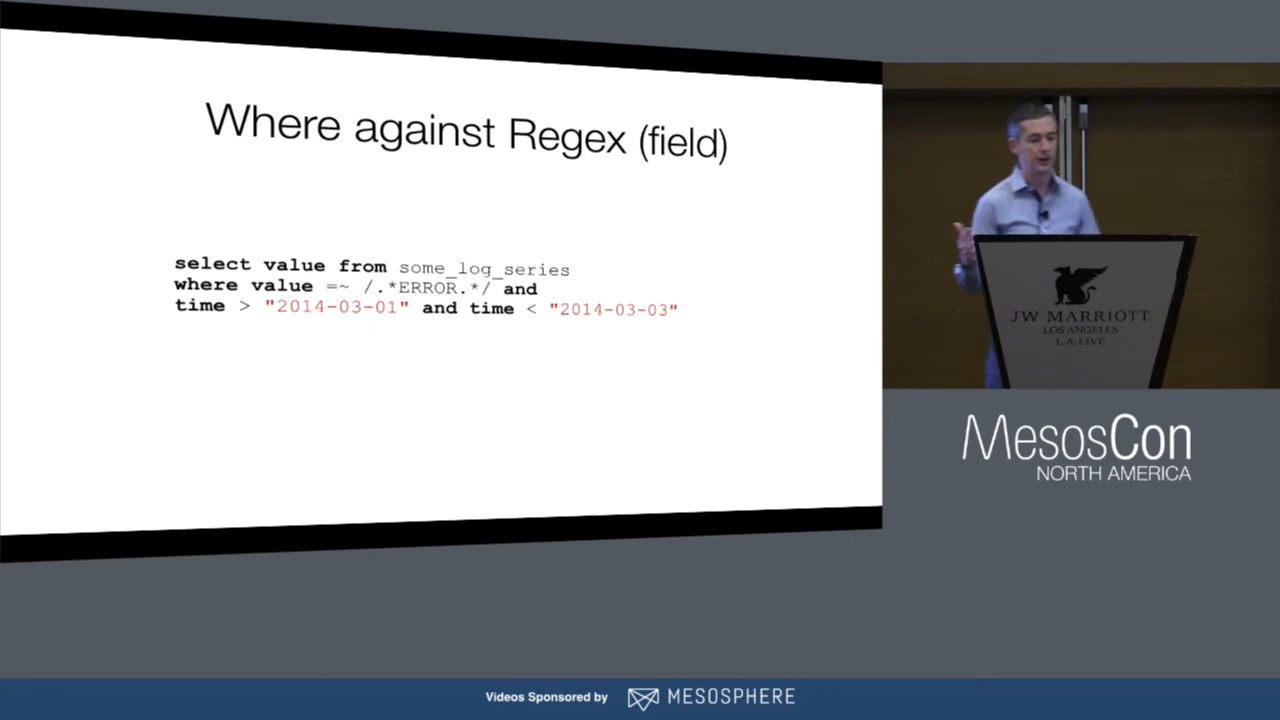 Where against Regex (field)
select value from some_log_series
where value =~ /.*ERROR.*/ and
time > "2014-03-01" and time < "2014-03-03"
JW MARRIOTT
LOS ANGELES
L.A. LIVE
MesosCon
NORTH AMERICA
Videos Sponsored by MESOSPHERE